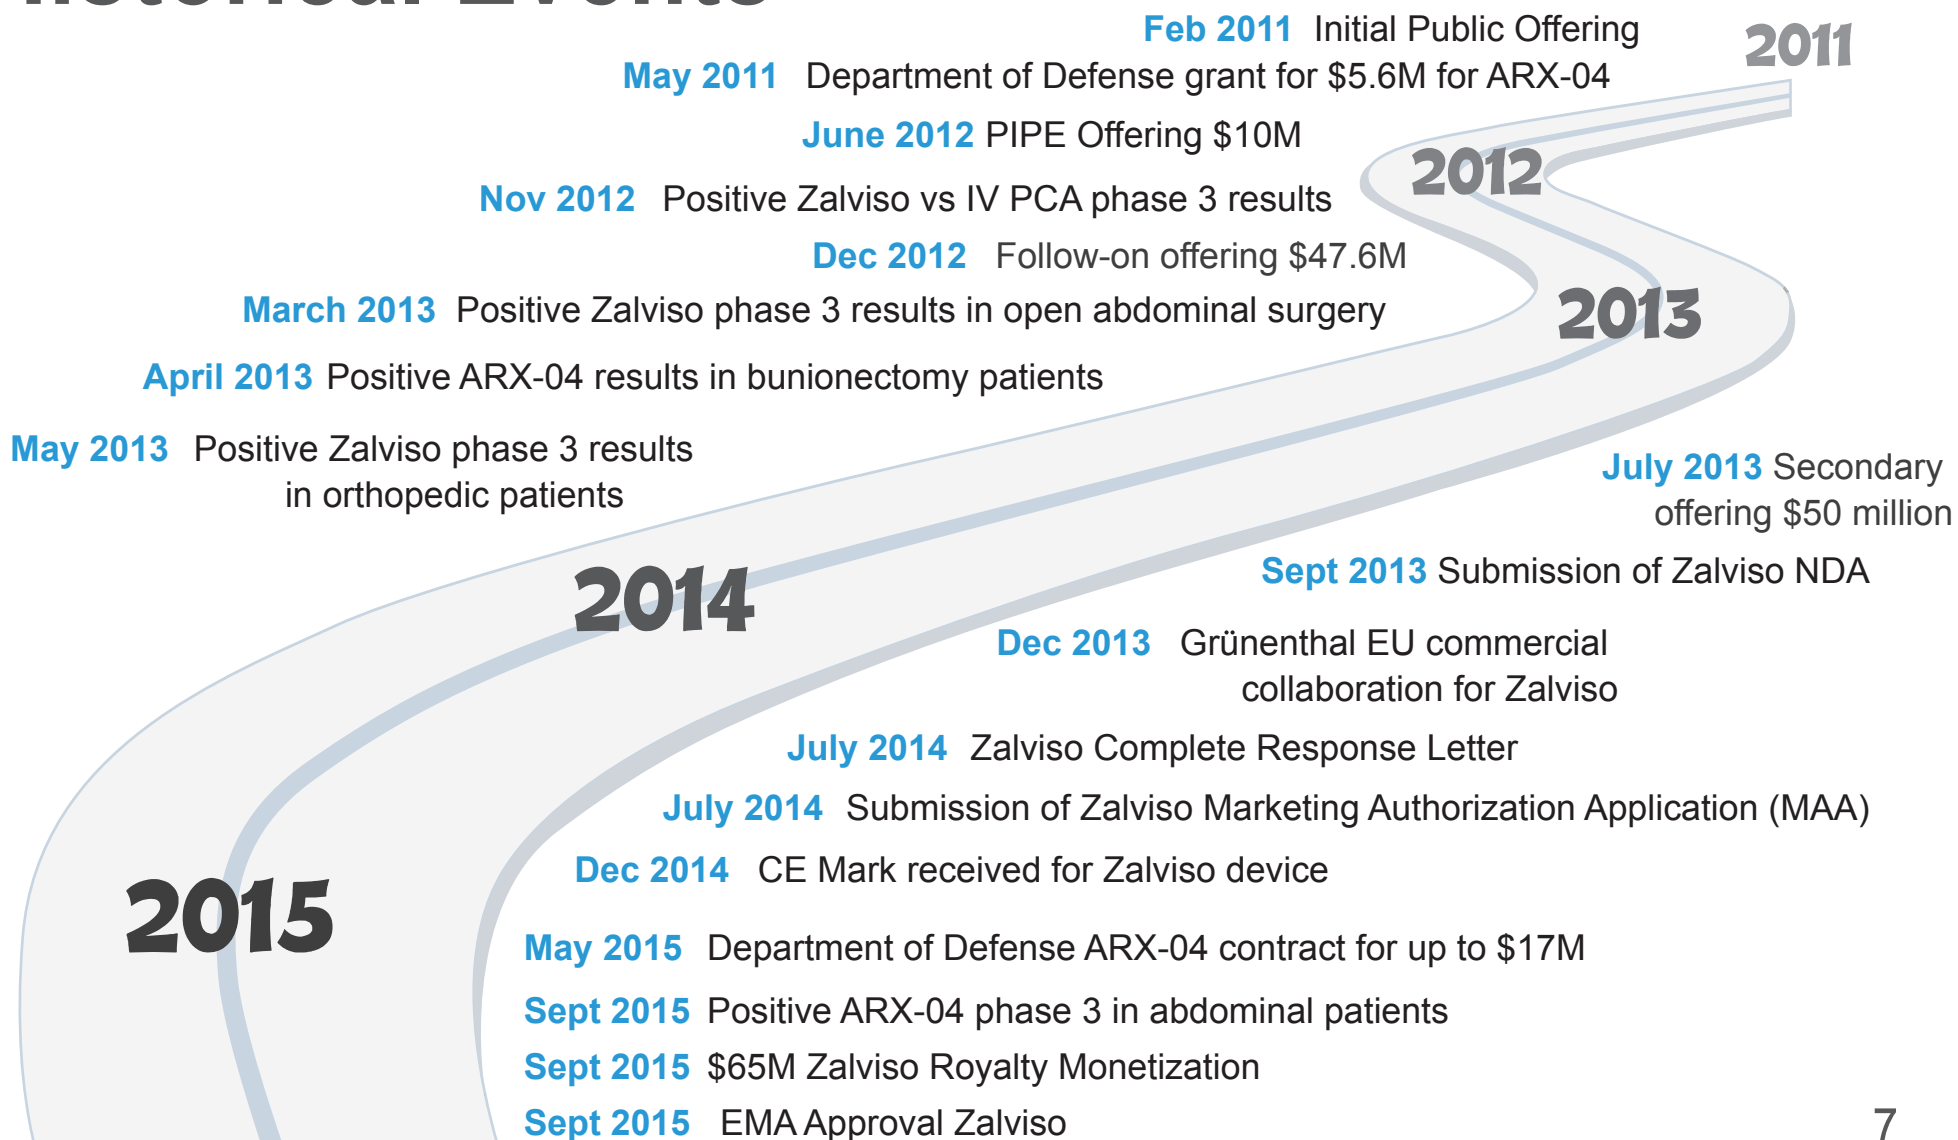 Historical Events
2011
Feb 2011 Initial Public Offering
May 2011 Department of Defense grant for $5.6M for ARX-04
June 2012 PIPE Offering $10M
2012
Nov 2012 Positive Zalviso vs IV PCA phase 3 results
Dec 2012 Follow-on offering $47.6M
March 2013 Positive Zalviso phase 3 results in open abdominal surgery
2013
April 2013 Positive ARX-04 results in bunionectomy patients
May 2013 Positive Zalviso phase 3 results
in orthopedic patients
July 2013 Secondary
offering $50 million
Sept 2013 Submission of Zalviso NDA
2014
Dec 2013 Grünenthal EU commercial
collaboration for Zalviso
July 2014 Zalviso Complete Response Letter
July 2014 Submission of Zalviso Marketing Authorization Application (MAA)
Dec 2014 CE Mark received for Zalviso device
2015
May 2015 Department of Defense ARX-04 contract for up to $17M
Sept 2015 Positive ARX-04 phase 3 in abdominal patients
Sept 2015 $65M Zalviso Royalty Monetization
Sept 2015 EMA Approval Zalviso
7